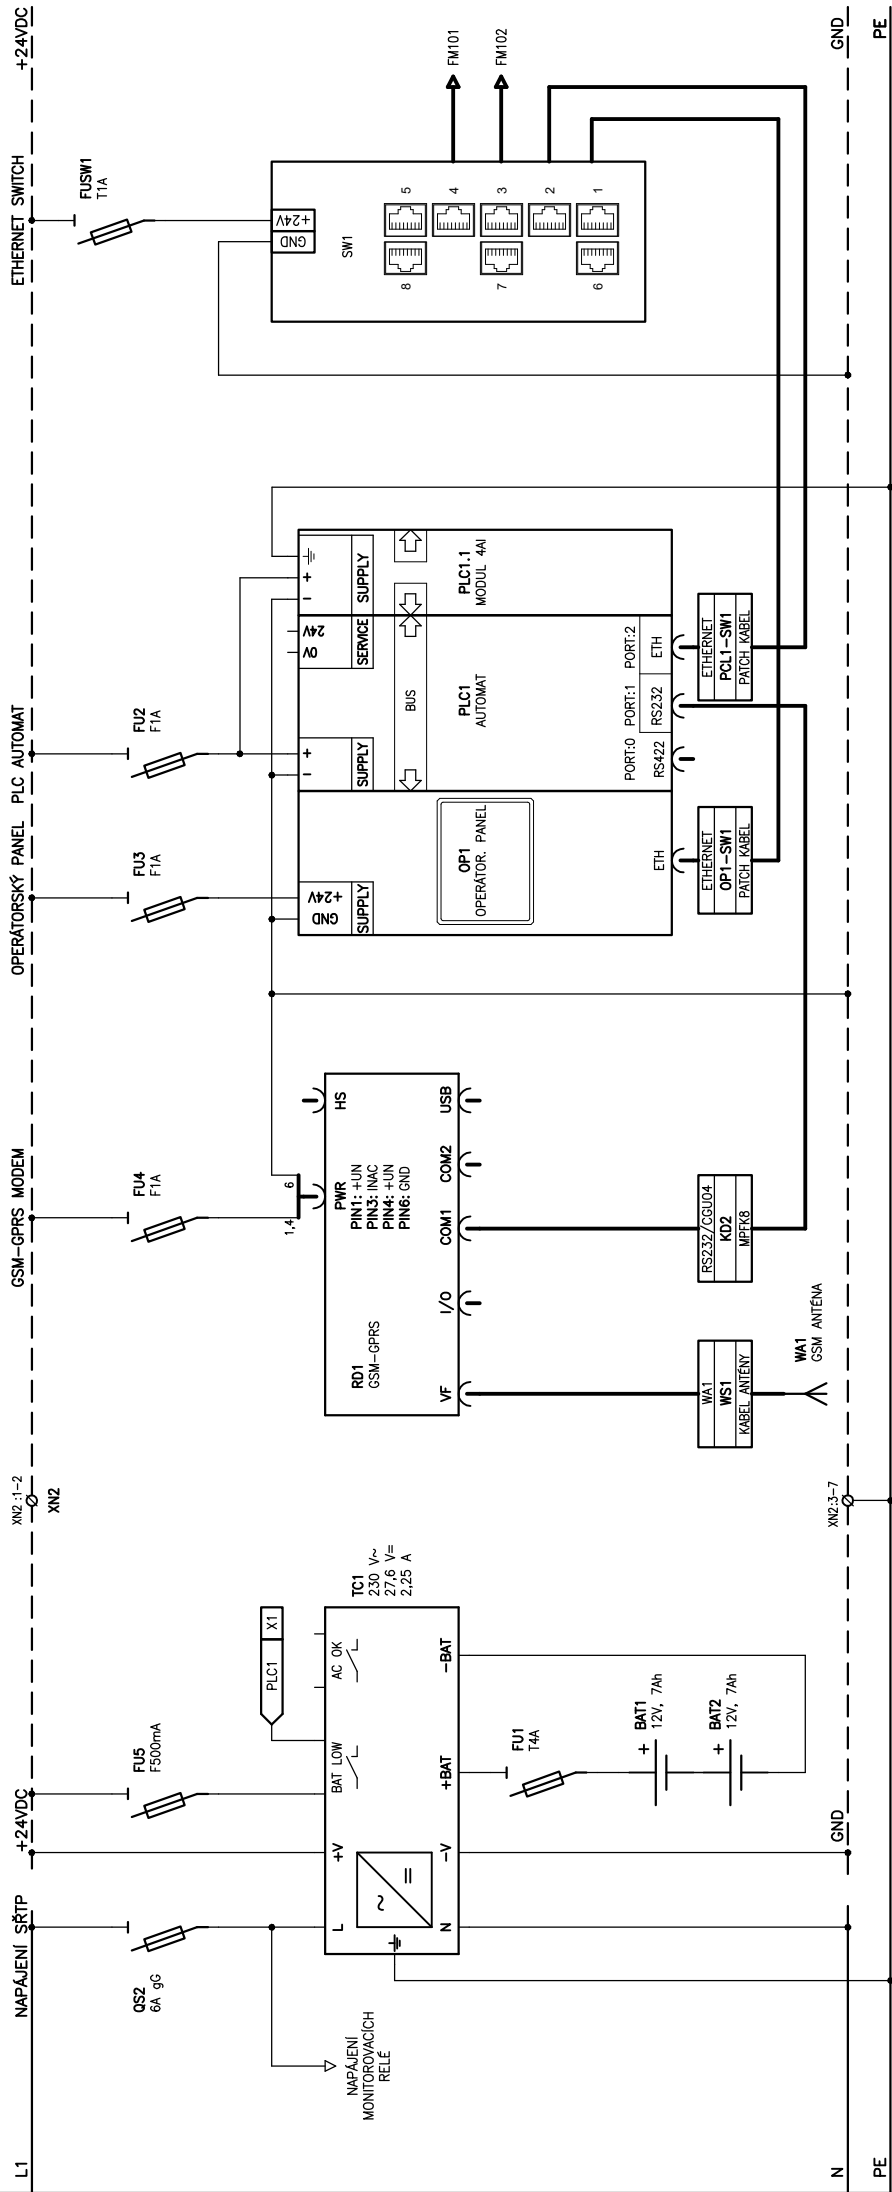 L1
NAPÁJENÍ SŘTP
+24VDC
XN2:1-2
XN2
GSM-GPRS MODEM
OPERÁTORSKÝ PANEL
PLC AUTOMAT
ETHERNET SWITCH
+24VDC
QS2
6A gG
FU5
F500mA
FU4
F1A
FU3
F1A
FU2
F1A
FUSW1
T1A
NAPÁJENÍ
MONITOROVACÍCH
RELÉ
PLC1
X1
L
+V
BAT LOW
AC OK
N
-V
+BAT
-BAT
~
=
TC1
230 V~
27,6 V=
2,25 A
FU1
T4A
+
BAT1
12V, 7Ah
+
BAT2
12V, 7Ah
1,4
6
PWR
PIN1: +UN
PIN3: INAC
PIN4: +UN
PIN6: GND
HS
RD1
GSM-GPRS
VF
I/O
COM1
COM2
USB
WA1
WS1
KABEL ANTÉNY
WA1
GSM ANTÉNA
RS232/CGU04
KD2
MPFK8
GND
+24V
SUPPLY
OP1
OPERÁTOR. PANEL
ETH
-
+
SUPPLY
0V
24V
SERVICE
BUS
PLC1
AUTOMAT
PORT:0
PORT:1
PORT:2
RS422
RS232
ETH
-
+
SUPPLY
PLC1.1
MODUL 4AI
ETHERNET
OP1-SW1
PATCH KABEL
ETHERNET
PCL1-SW1
PATCH KABEL
GND
+24V
SW1
8
7
6
5
4
3
2
1
FM101
FM102
N
GND
XN2:3-7
GND
PE
PE